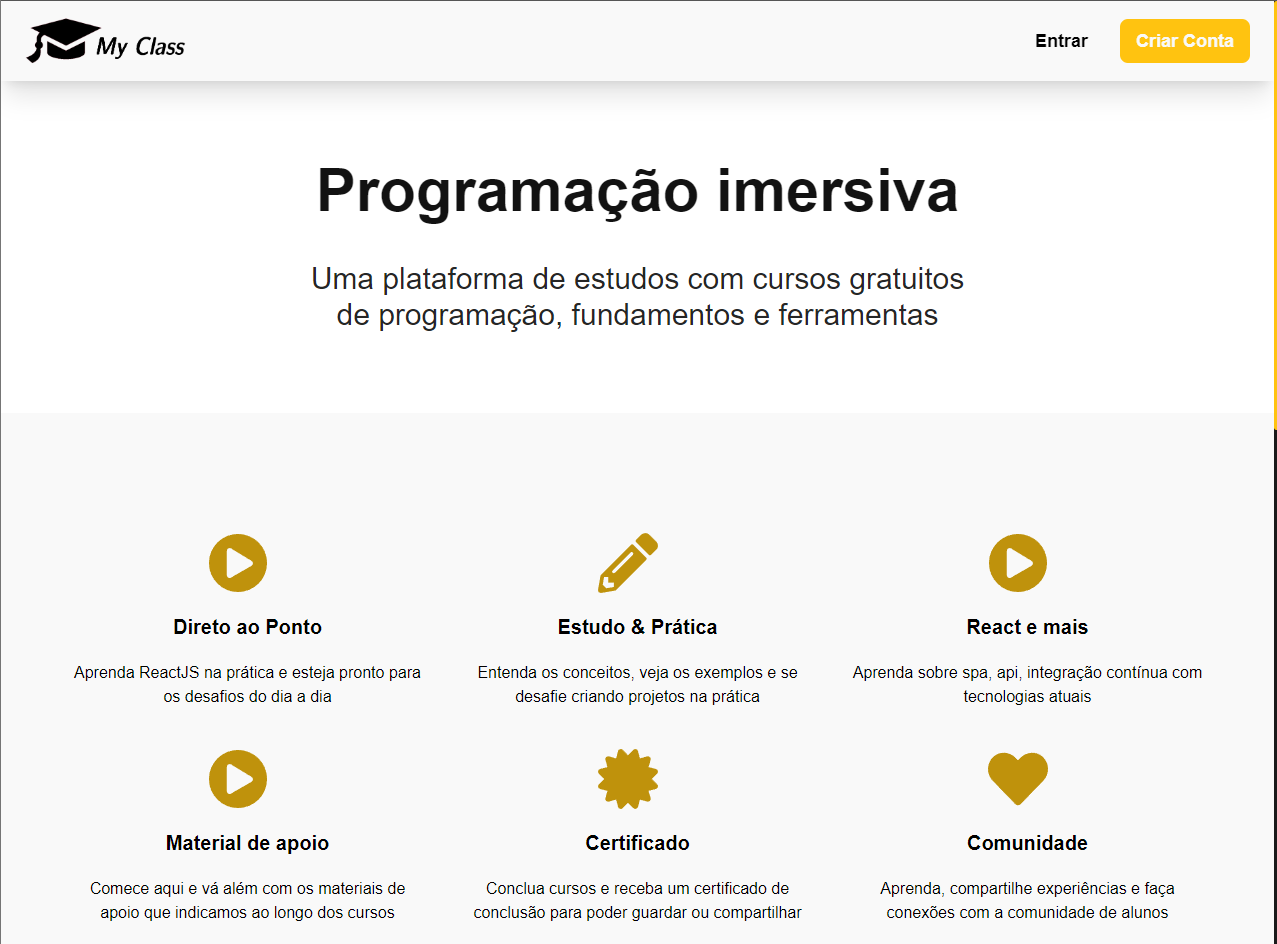 My Class
Entrar
Criar Conta
Programação imersiva
Uma plataforma de estudos com cursos gratuitos
de programação, fundamentos e ferramentas
Direto ao Ponto
Aprenda ReactJS na prática e esteja pronto para
os desafios do dia a dia
Estudo & Prática
Entenda os conceitos, veja os exemplos e se
desafie criando projetos na prática
React e mais
Aprenda sobre spa, api, integração contínua com
tecnologias atuais
Material de apoio
Comece aqui e vá além com os materiais de
apoio que indicamos ao longo dos cursos
Certificado
Conclua cursos e receba um certificado de
conclusão para poder guardar ou compartilhar
Comunidade
Aprenda, compartilhe experiências e faça
conexões com a comunidade de alunos